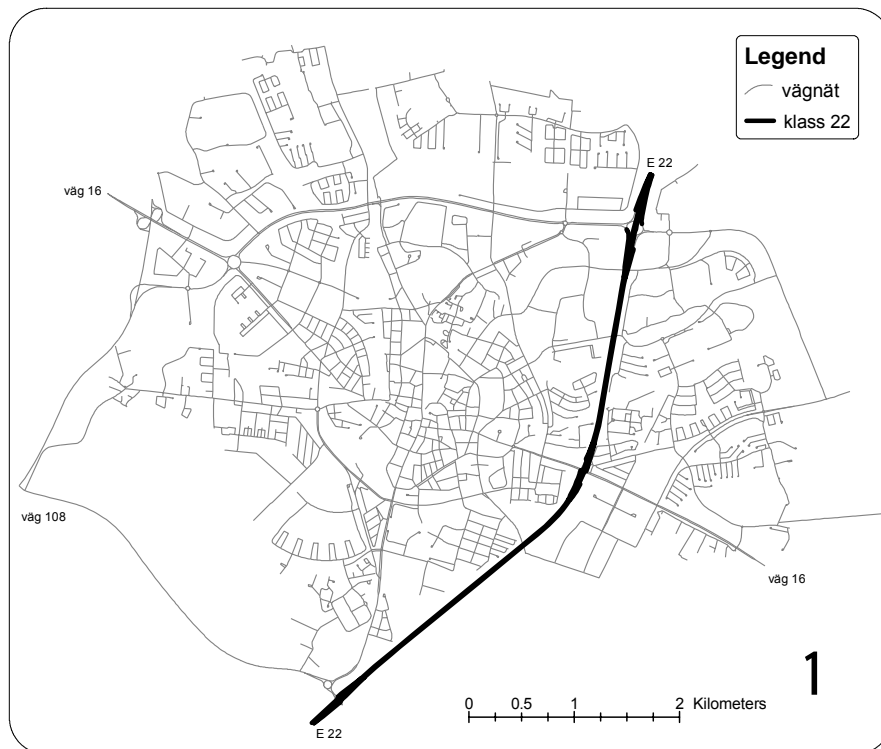 Legend
vägnät
klass 22
E 22
väg 16
väg 108
väg 16
1
0 0.5 1 2 Kilometers
E 22